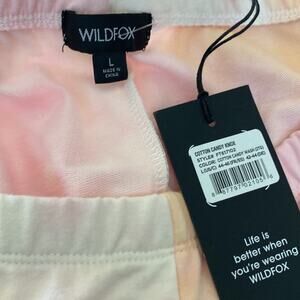 WILDFOX
L
MADE IN
CHINA
WILDFOX
COTTON CANDY KNOX
COLOR: COTTON CANDY WASH
Life is
better when
you're wearing
WILDFOX